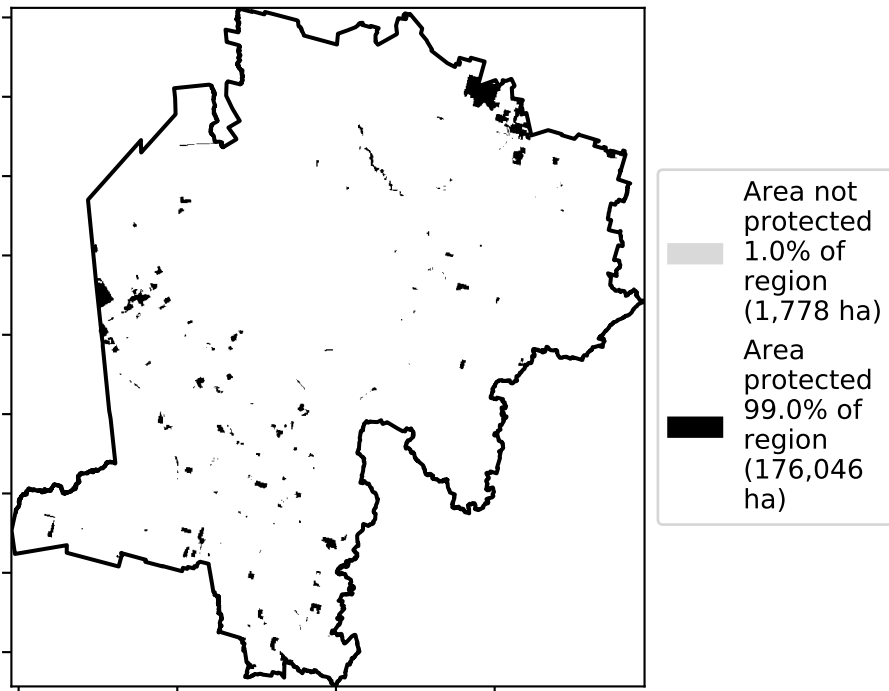 Area not
protected
1.0% of
region
(1,778 ha)
Area
protected
99.0% of
region
(176,046
ha)